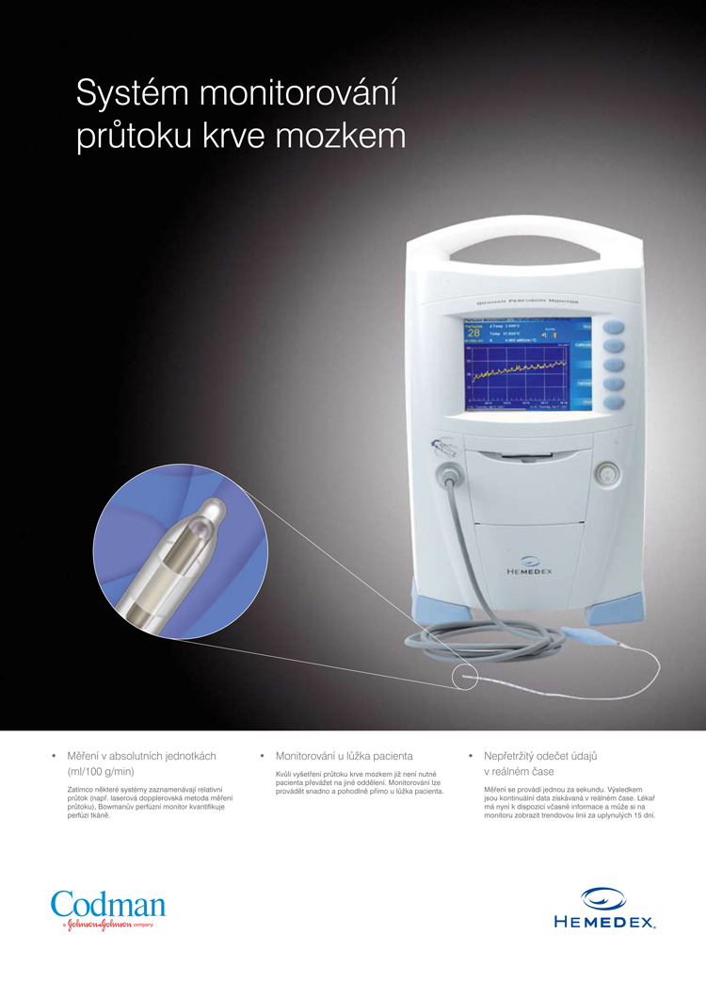 Systém monitorování
průtoku krve mozkem
BOWMAN PERFUSION MONITOR
28
HEMEDEX
• Měření v absolutních jednotkách
(ml/100 g/min)
Zatímco některé systémy zaznamenávají relativní
průtok (např. laserová dopplerovská metoda měření
průtoku), Bowmanův perfúzní monitor kvantifikuje
perfúzi tkáně.
• Monitorování u lůžka pacienta
Kvůli vyšetření průtoku krve mozkem již není nutné
pacienta převážet na jiné oddělení. Monitorování lze
provádět snadno a pohodlně přímo u lůžka pacienta.
• Nepřetržitý odečet údajů
v reálném čase
Měření se provádí jednou za sekundu. Výsledkem
jsou kontinuální data získávaná v reálném čase. Lékař
má nyní k dispozici včasné informace a může si na
monitoru zobrazit trendovou linii za uplynulých 15 dní.
Codman
a Johnson&Johnson company
HEMEDEX®